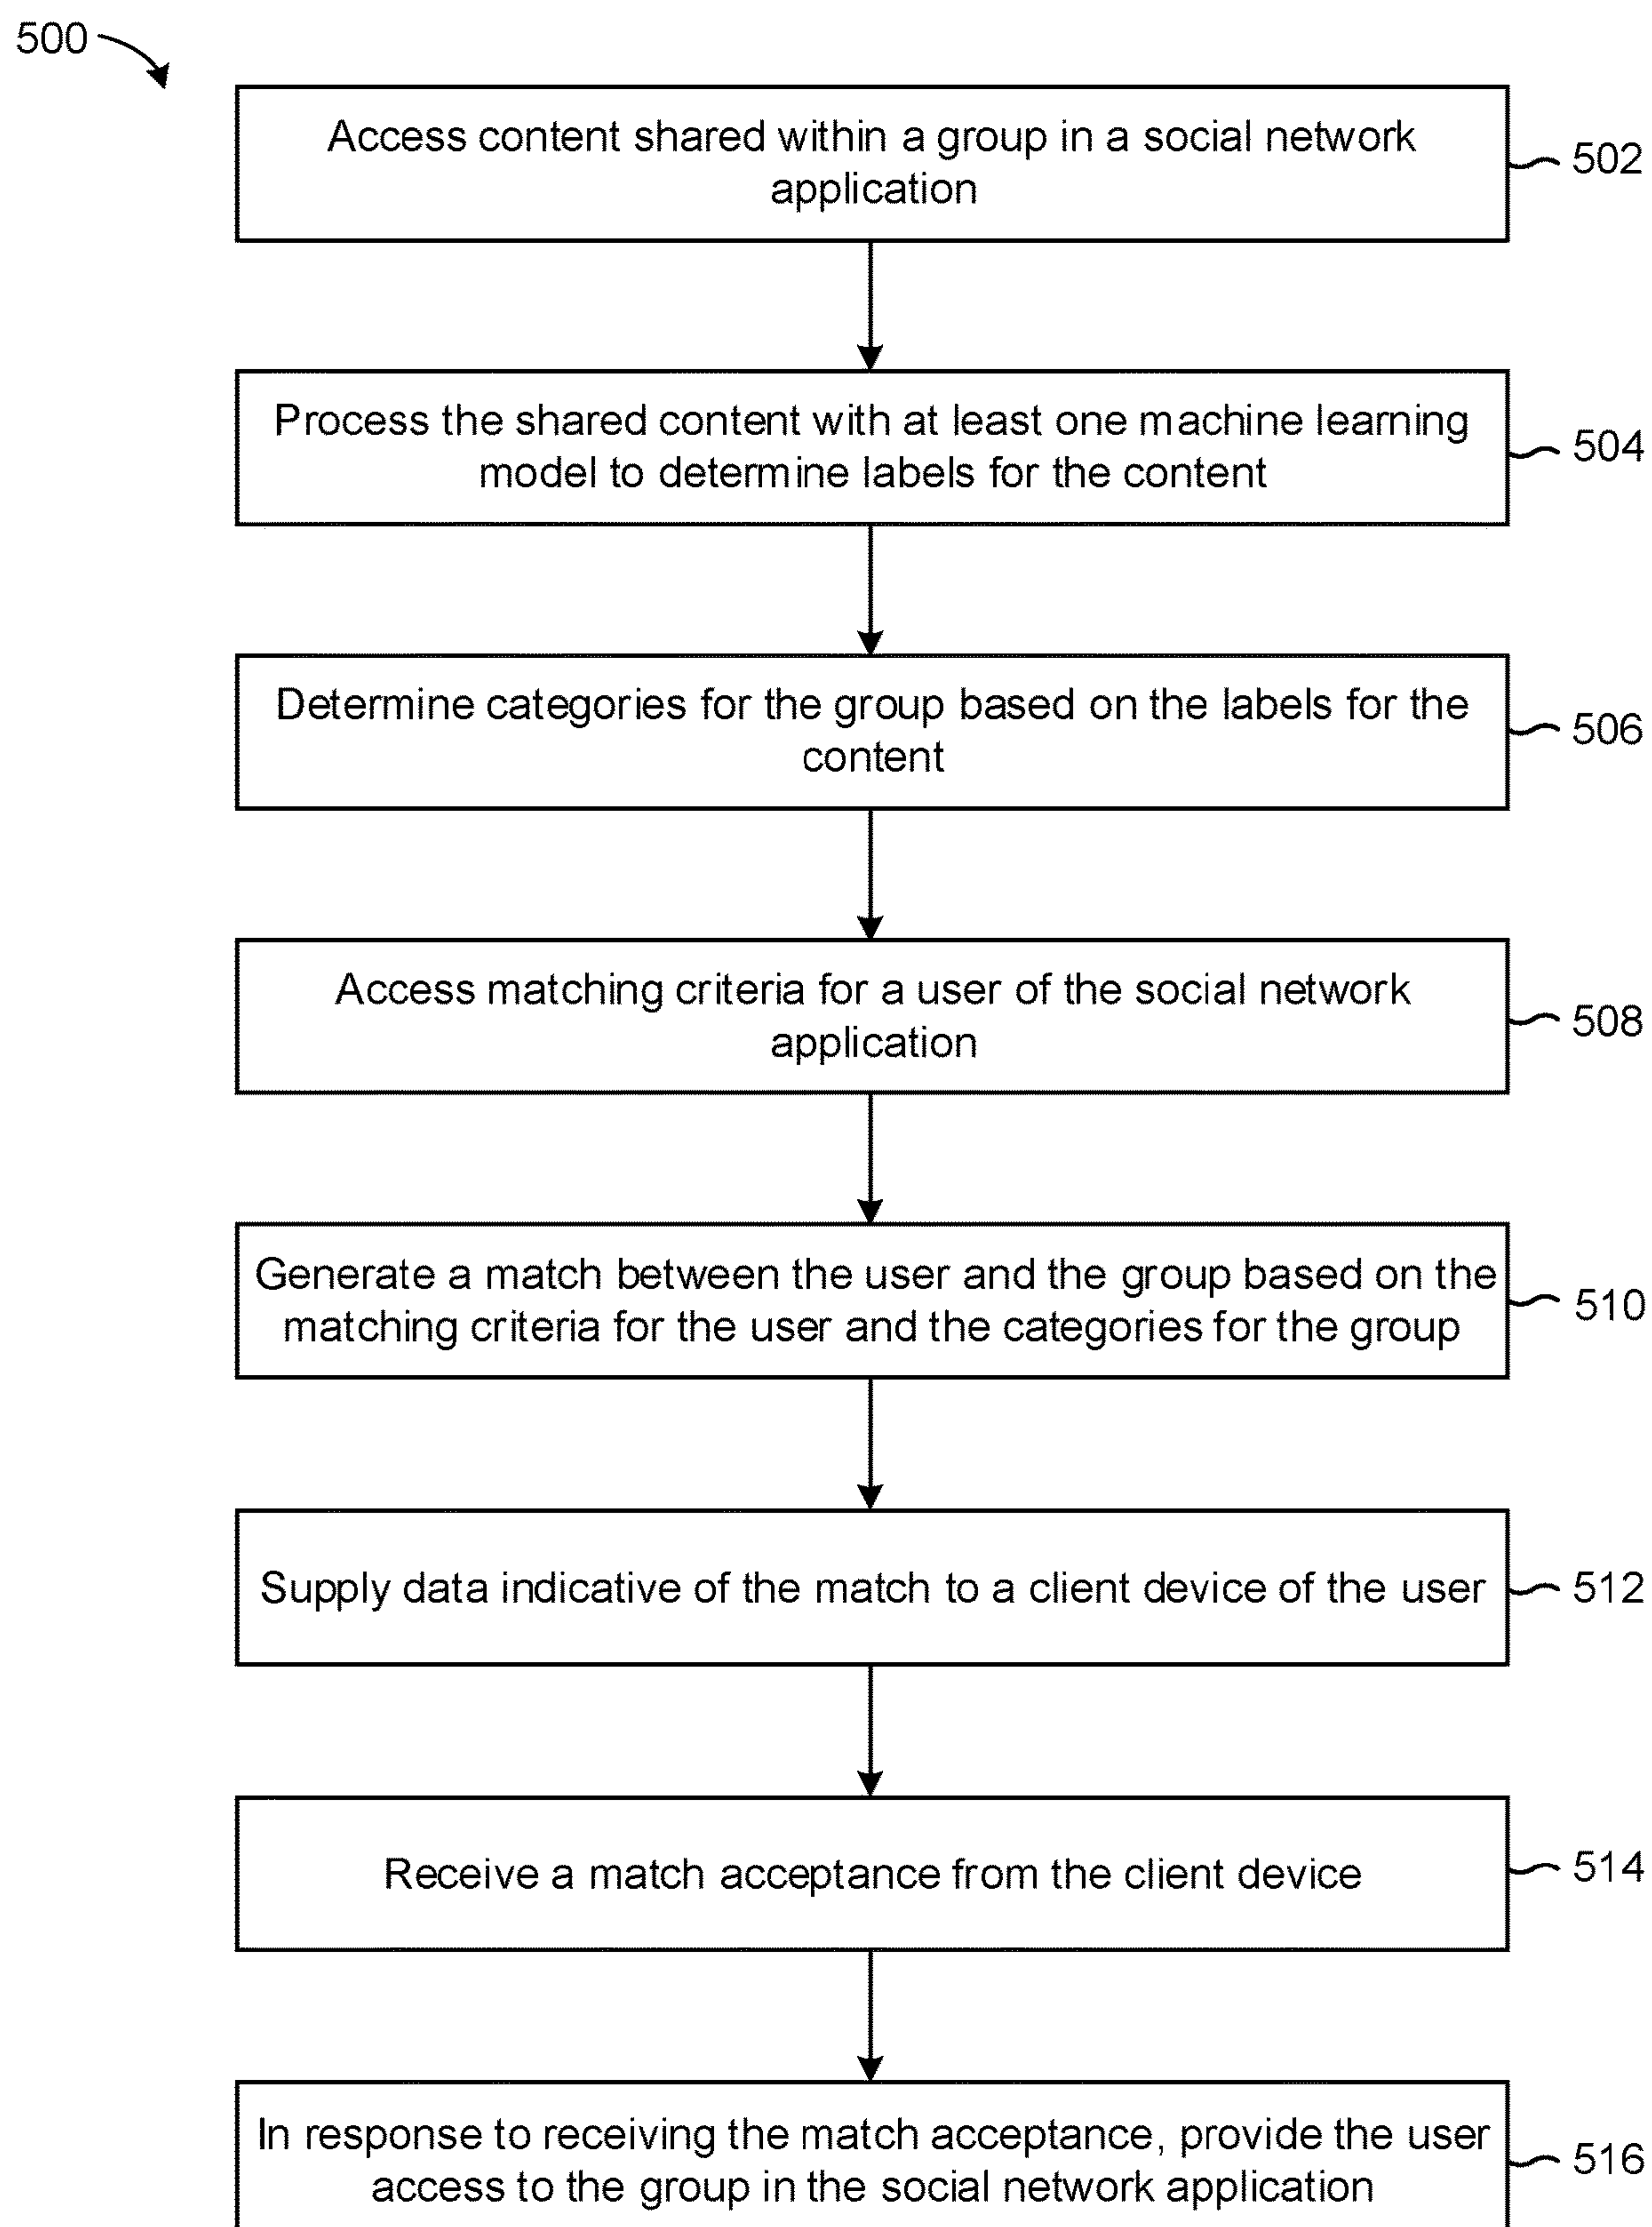 500
Access content shared within a group in a social network
application
502
Process the shared content with at least one machine learning
model to determine labels for the content
504
Determine categories for the group based on the labels for the
content
506
Access matching criteria for a user of the social network
application
508
Generate a match between the user and the group based on the
matching criteria for the user and the categories for the group
510
Supply data indicative of the match to a client device of the user
512
Receive a match acceptance from the client device
514
In response to receiving the match acceptance, provide the user
access to the group in the social network application
516